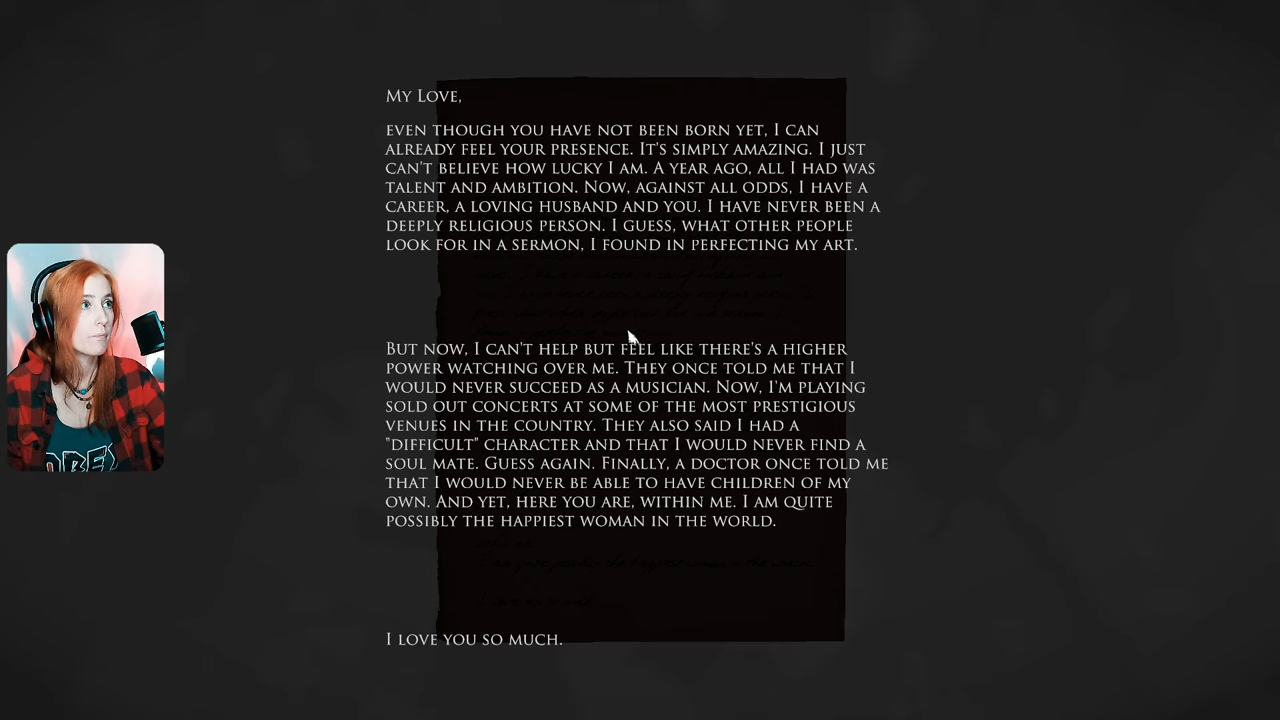 My Love,
even though you have not been born yet, I can
already feel your presence. It's simply amazing. I just
can't believe how lucky I am. A year ago, all I had was
talent and ambition. Now, against all odds, I have a
career, a loving husband and you. I have never been a
deeply religious person. I guess, what other people
look for in a sermon, I found in perfecting my art.
But now, I can't help but feel like there's a higher
power watching over me. They once told me that I
would never succeed as a musician. Now, I'm playing
sold out concerts at some of the most prestigious
venues in the country. They also said I had a
"difficult" character and that I would never find a
soul mate. Guess again. Finally, a doctor once told me
that I would never be able to have children of my
own. And yet, here you are, within me. I am quite
possibly the happiest woman in the world.
I love you so much.